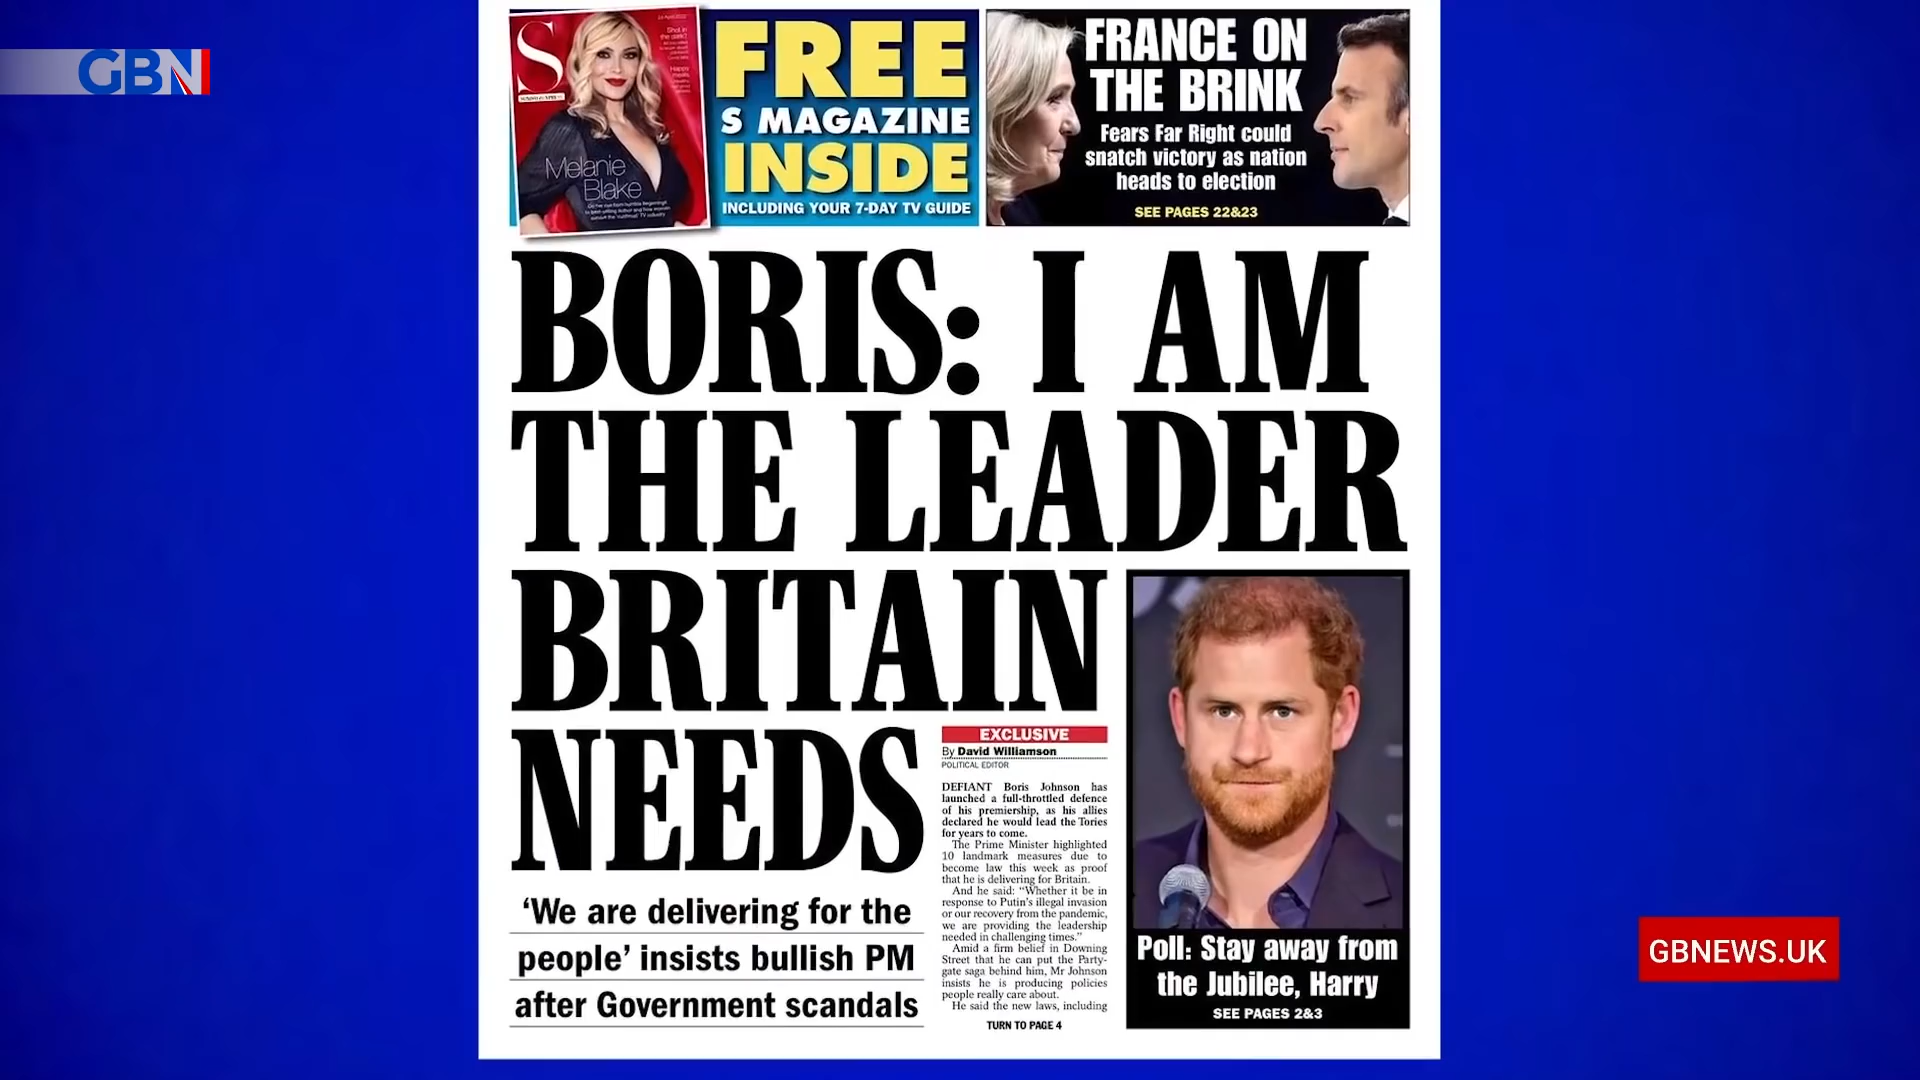 GBN
S
Melanie
Blake
FREE
S MAGAZINE
INSIDE
INCLUDING YOUR 7-DAY TV GUIDE
FRANCE ON
THE BRINK
Fears Far Right could
snatch victory as nation
heads to election
SEE PAGES 22&23
BORIS: I AM
THE LEADER
BRITAIN
NEEDS
'We are delivering for the
people' insists bullish PM
after Government scandals
EXCLUSIVE
By David Williamson
POLITICAL EDITOR
DEFIANT Boris Johnson has
launched a full-throttled defence
of his premiership, as his allies
declared he would lead the Tories
for years to come.
The Prime Minister highlighted
10 landmark measures due to
become law this week as proof
that he is delivering for Britain.
And he said: "Whether it be in
response to Putin's illegal invasion
or our recovery from the pandemic,
we are providing the leadership
needed in challenging times."
Amid a firm belief in Downing
Street that he can put the Party-
gate saga behind him, Mr Johnson
insists he is producing policies
people really care about.
He said the new laws, including
TURN TO PAGE 4
Poll: Stay away from
the Jubilee, Harry
SEE PAGES 2&3
GBNEWS.UK